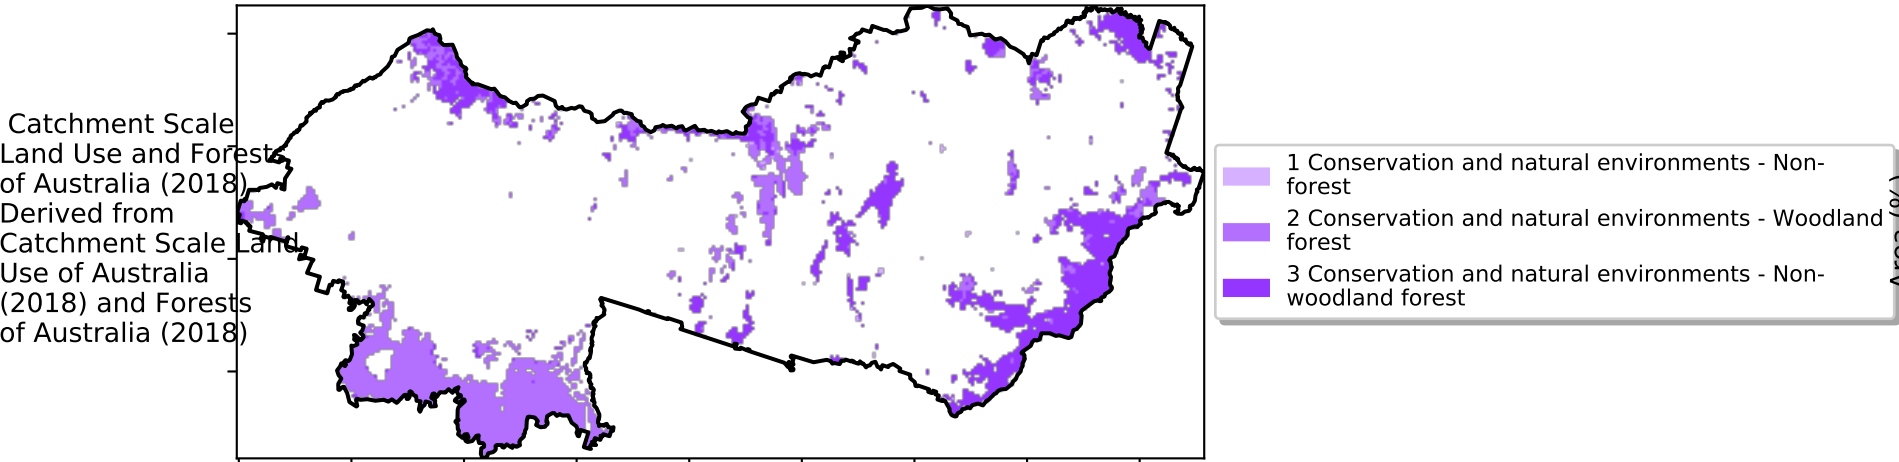 Catchment Scale
Land Use and Forests
of Australia (2018)
Derived from
Catchment Scale Land
Use of Australia
(2018) and Forests
of Australia (2018)
1 Conservation and natural environments - Non-
forest
2 Conservation and natural environments - Woodland
forest
3 Conservation and natural environments - Non-
woodland forest